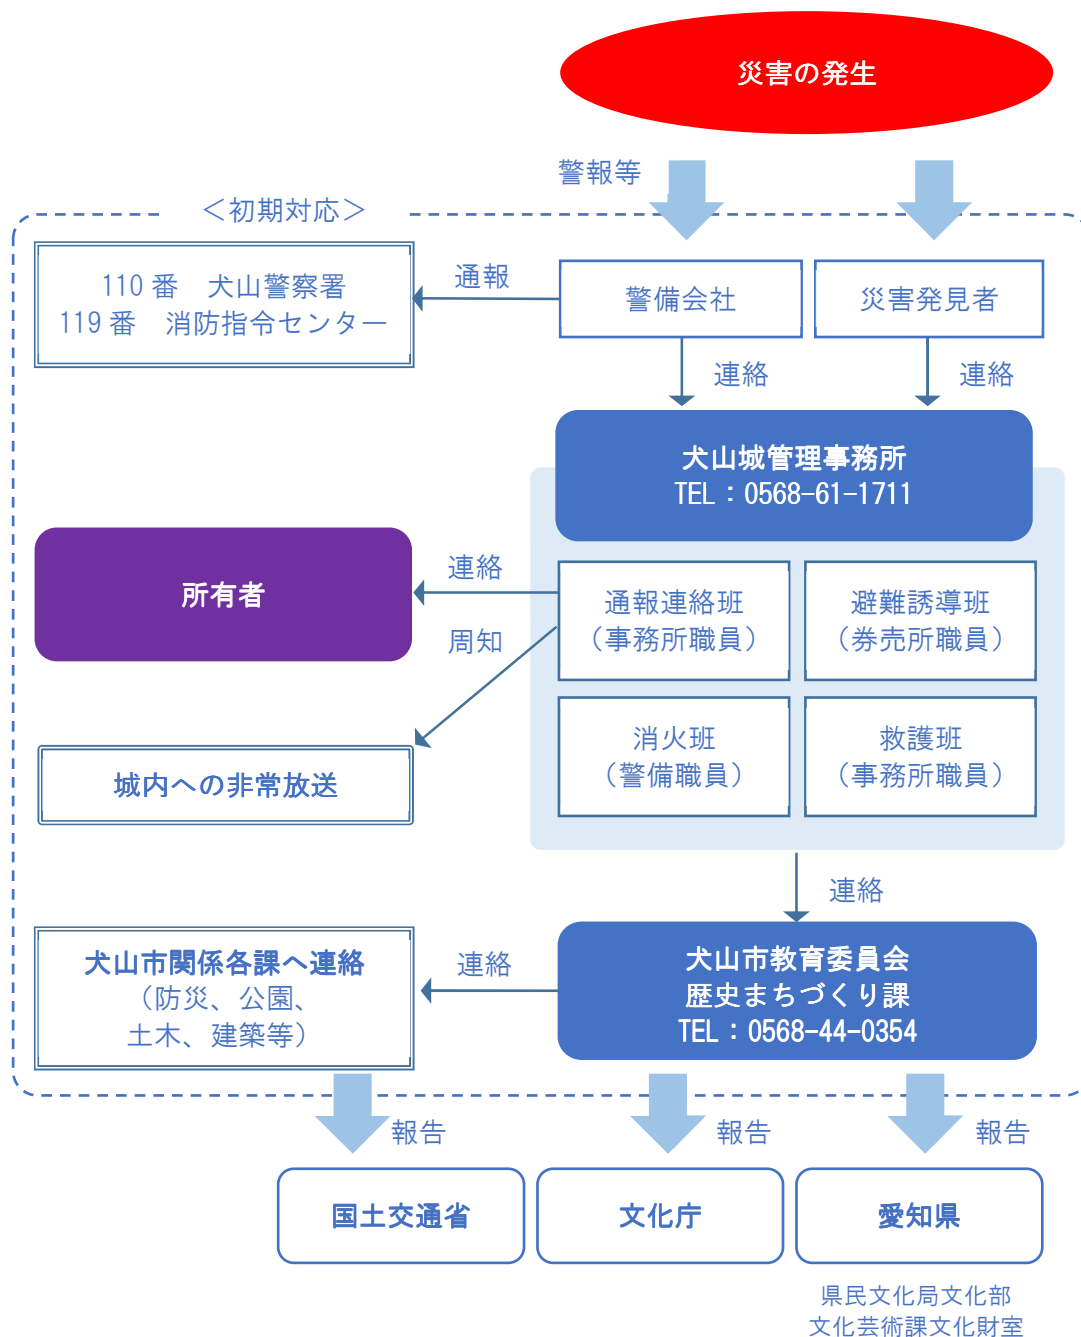 災害の発生
警報等
＜初期対応＞
110番　犬山警察署
119番　消防指令センター
通報
警備会社
災害発見者
連絡
連絡
犬山城管理事務所
TEL：0568-61-1711
所有者
連絡
周知
通報連絡班
（事務所職員）
避難誘導班
（券売所職員）
消火班
（警備職員）
救護班
（事務所職員）
城内への非常放送
連絡
犬山市関係各課へ連絡
（防災、公園、
土木、建築等）
連絡
犬山市教育委員会
歴史まちづくり課
TEL：0568-44-0354
報告
報告
報告
国土交通省
文化庁
愛知県
県民文化局文化部
文化芸術課文化財室